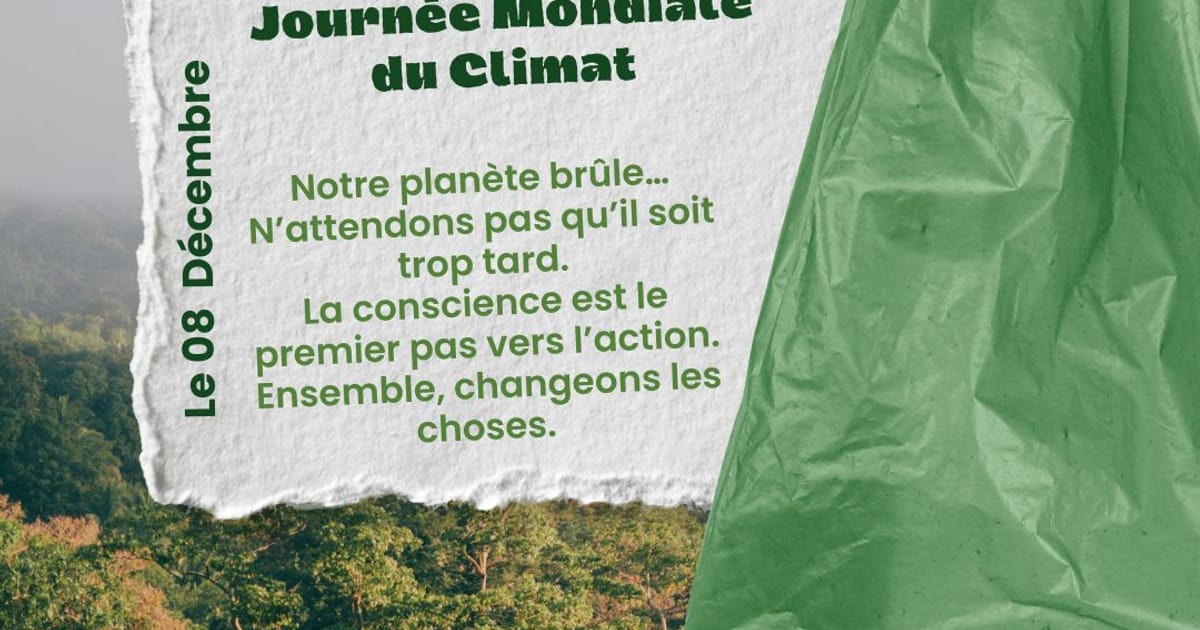 Journée Mondiale
du Climat
Le 08 Décembre
Notre planète brûle...
N'attendons pas qu'il soit
trop tard.
La conscience est le
premier pas vers l'action.
Ensemble, changeons les
choses.